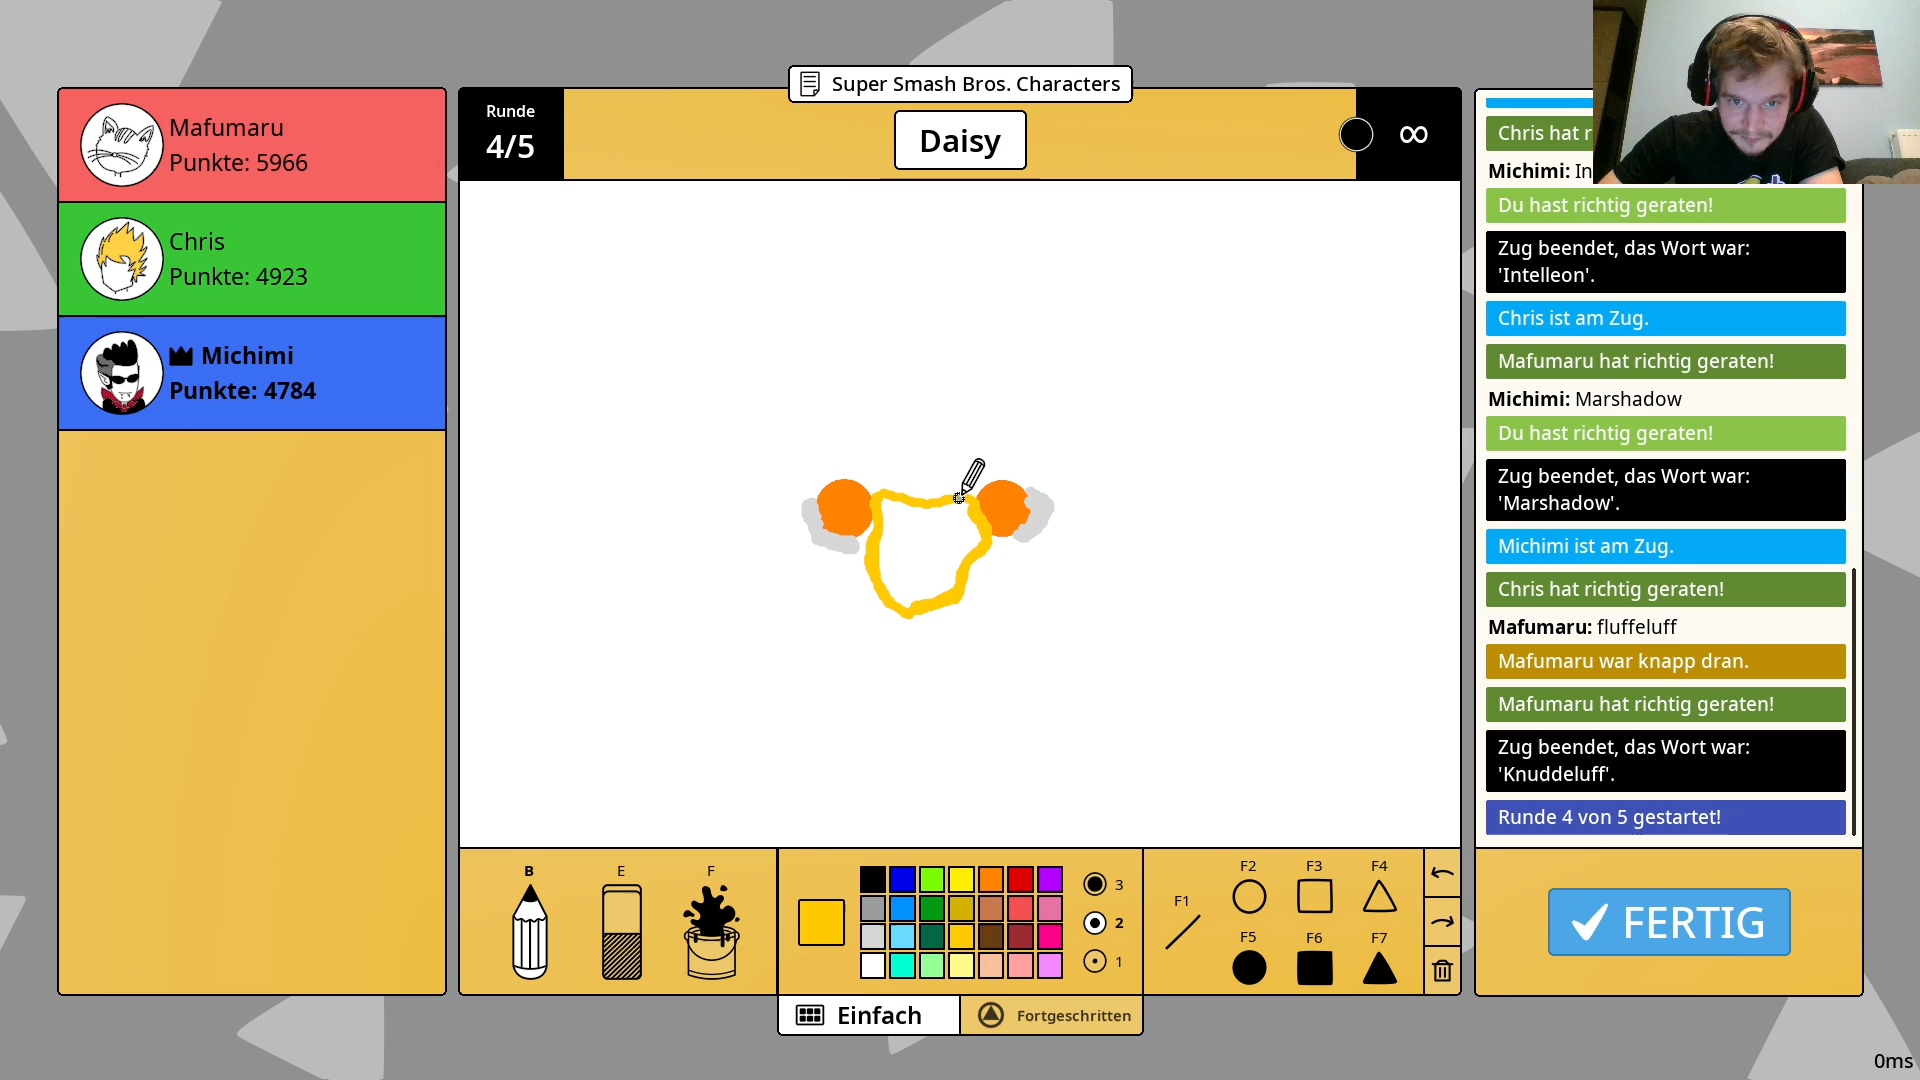 Super Smash Bros. Characters
Runde
4/5
Daisy
∞
Mafumaru
Punkte: 5966
Chris
Punkte: 4923
Michimi
Punkte: 4784
Chris hat r
Michimi: In
Du hast richtig geraten!
Zug beendet, das Wort war:
'Intelleon'.
Chris ist am Zug.
Mafumaru hat richtig geraten!
Michimi: Marshadow
Du hast richtig geraten!
Zug beendet, das Wort war:
'Marshadow'.
Michimi ist am Zug.
Chris hat richtig geraten!
Mafumaru: fluffeluff
Mafumaru war knapp dran.
Mafumaru hat richtig geraten!
Zug beendet, das Wort war:
'Knuddeluff'.
Runde 4 von 5 gestartet!
B
E
F
3
2
1
F1
F2
F3
F4
F5
F6
F7
FERTIG
Einfach
Fortgeschritten
0ms